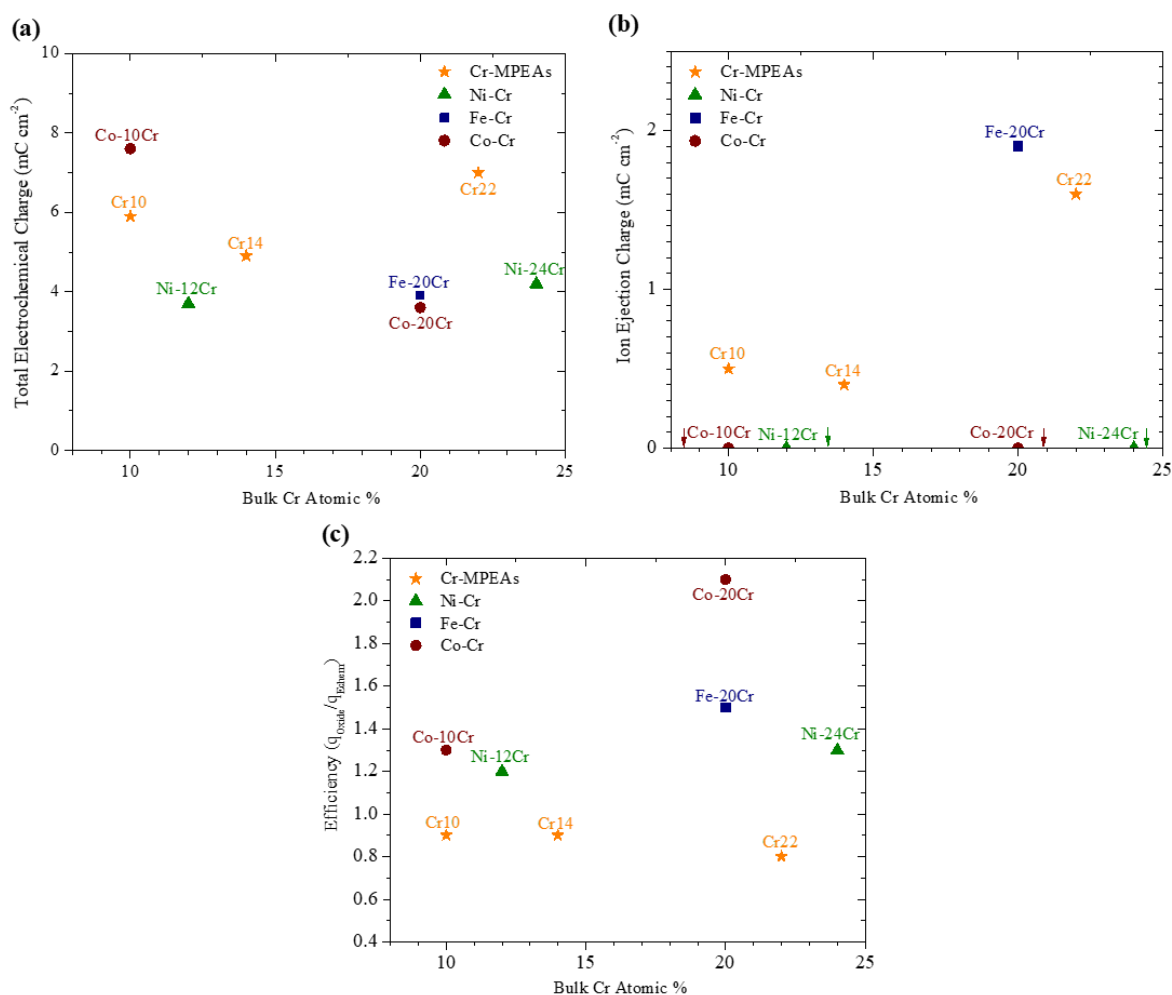 (a)
Total Electrochemical Charge (mC cm⁻²)
10
8
6
4
2
0
Cr-MPEAs
Ni-Cr
Fe-Cr
Co-Cr
Co-10Cr
Cr10
Cr14
Ni-12Cr
Cr22
Ni-24Cr
Fe-20Cr
Co-20Cr
10
15
20
25
Bulk Cr Atomic %
(b)
Ion Ejection Charge (mC cm⁻²)
2
1
0
Cr-MPEAs
Ni-Cr
Fe-Cr
Co-Cr
Fe-20Cr
Cr22
Cr10
Cr14
Co-10Cr
Ni-12Cr
Co-20Cr
Ni-24Cr
10
15
20
25
Bulk Cr Atomic %
(c)
Efficiency (qOxide/qEchem)
2.2
2.0
1.8
1.6
1.4
1.2
1.0
0.8
0.6
0.4
Cr-MPEAs
Ni-Cr
Fe-Cr
Co-Cr
Co-20Cr
Fe-20Cr
Co-10Cr
Ni-12Cr
Ni-24Cr
Cr10
Cr14
Cr22
10
15
20
25
Bulk Cr Atomic %